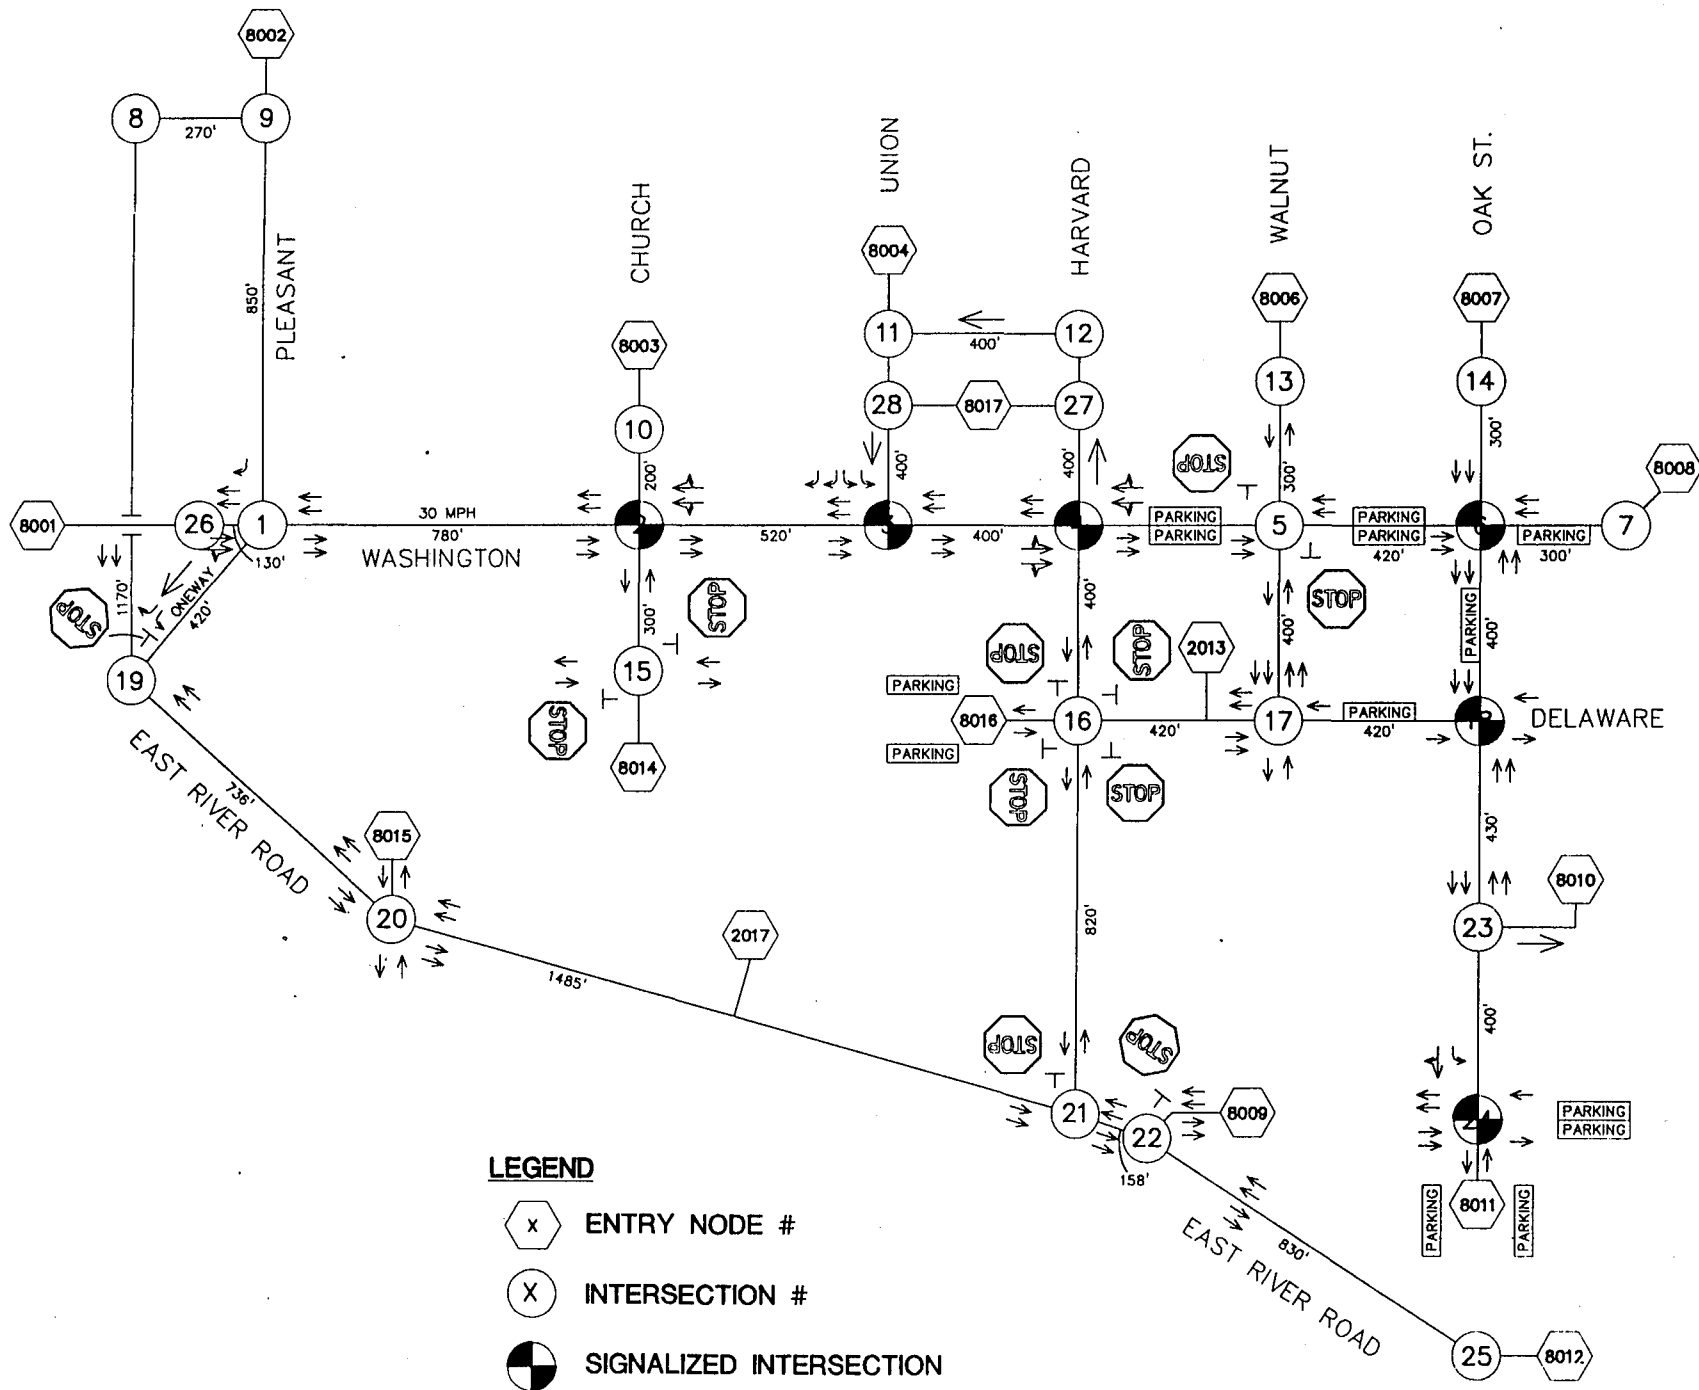 8002
8
9
270'
850'
PLEASANT
CHURCH
UNION
HARVARD
WALNUT
OAK ST.
8003
8004
8006
8007
11
12
400'
10
28
8017
27
13
14
200'
400'
400'
STOP
300'
300'
8008
8001
26
1
30 MPH
780'
WASHINGTON
130'
520'
400'
PARKING
PARKING
5
PARKING
PARKING
420'
PARKING
300'
7
1170'
ONEWAY
420'
STOP
19
300'
STOP
15
STOP
8014
400'
STOP
STOP
2013
400'
STOP
PARKING
400'
PARKING
8016
PARKING
16
420'
17
PARKING
420'
DELAWARE
STOP
STOP
EAST RIVER ROAD
736'
8015
20
2017
1485'
820'
430'
8010
23
400'
STOP
STOP
21
22
8009
158'
PARKING
PARKING
PARKING
8011
PARKING
EAST RIVER ROAD
830'
25
8012
LEGEND
X ENTRY NODE #
X INTERSECTION #
SIGNALIZED INTERSECTION